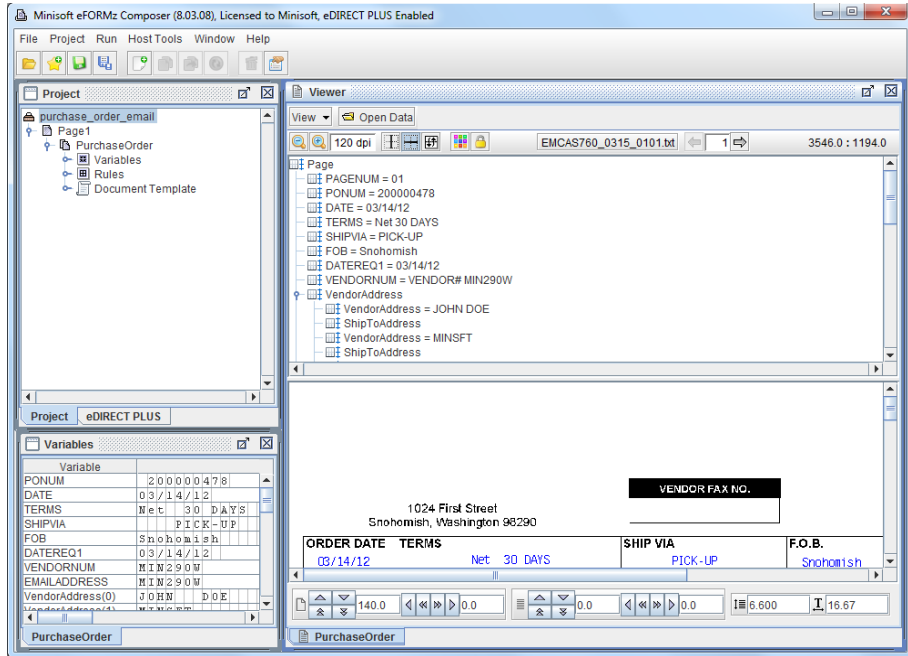 Minisoft eFORMz Composer (8.03.08), Licensed to Minisoft, eDIRECT PLUS Enabled
File Project Run Host Tools Window Help
Project
purchase_order_email
Page1
PurchaseOrder
Variables
Rules
Document Template
Project eDIRECT PLUS
Variables
Variable
PONUM 200000478
DATE 03/14/12
TERMS Net 30 DAYS
SHIPVIA PICK-UP
FOB Snohomish
DATEREQ1 03/14/12
VENDORNUM MIN290W
EMAILADDRESS MIN290W
VendorAddress(0) JOHN DOE
VendorAddress(1) MINSFT
PurchaseOrder
Viewer
View Open Data
120 dpi EMCAS760_0315_0101.txt 1 3546.0 : 1194.0
Page
PAGENUM = 01
PONUM = 200000478
DATE = 03/14/12
TERMS = Net 30 DAYS
SHIPVIA = PICK-UP
FOB = Snohomish
DATEREQ1 = 03/14/12
VENDORNUM = VENDOR# MIN290W
VendorAddress
VendorAddress = JOHN DOE
ShipToAddress
VendorAddress = MINSFT
ShipToAddress
VENDOR FAX NO.
1024 First Street
Snohomish, Washington 98290
ORDER DATE TERMS SHIP VIA F.O.B.
03/14/12 Net 30 DAYS PICK-UP Snohomish
140.0 0.0 0.0 0.0 6.600 16.67
PurchaseOrder